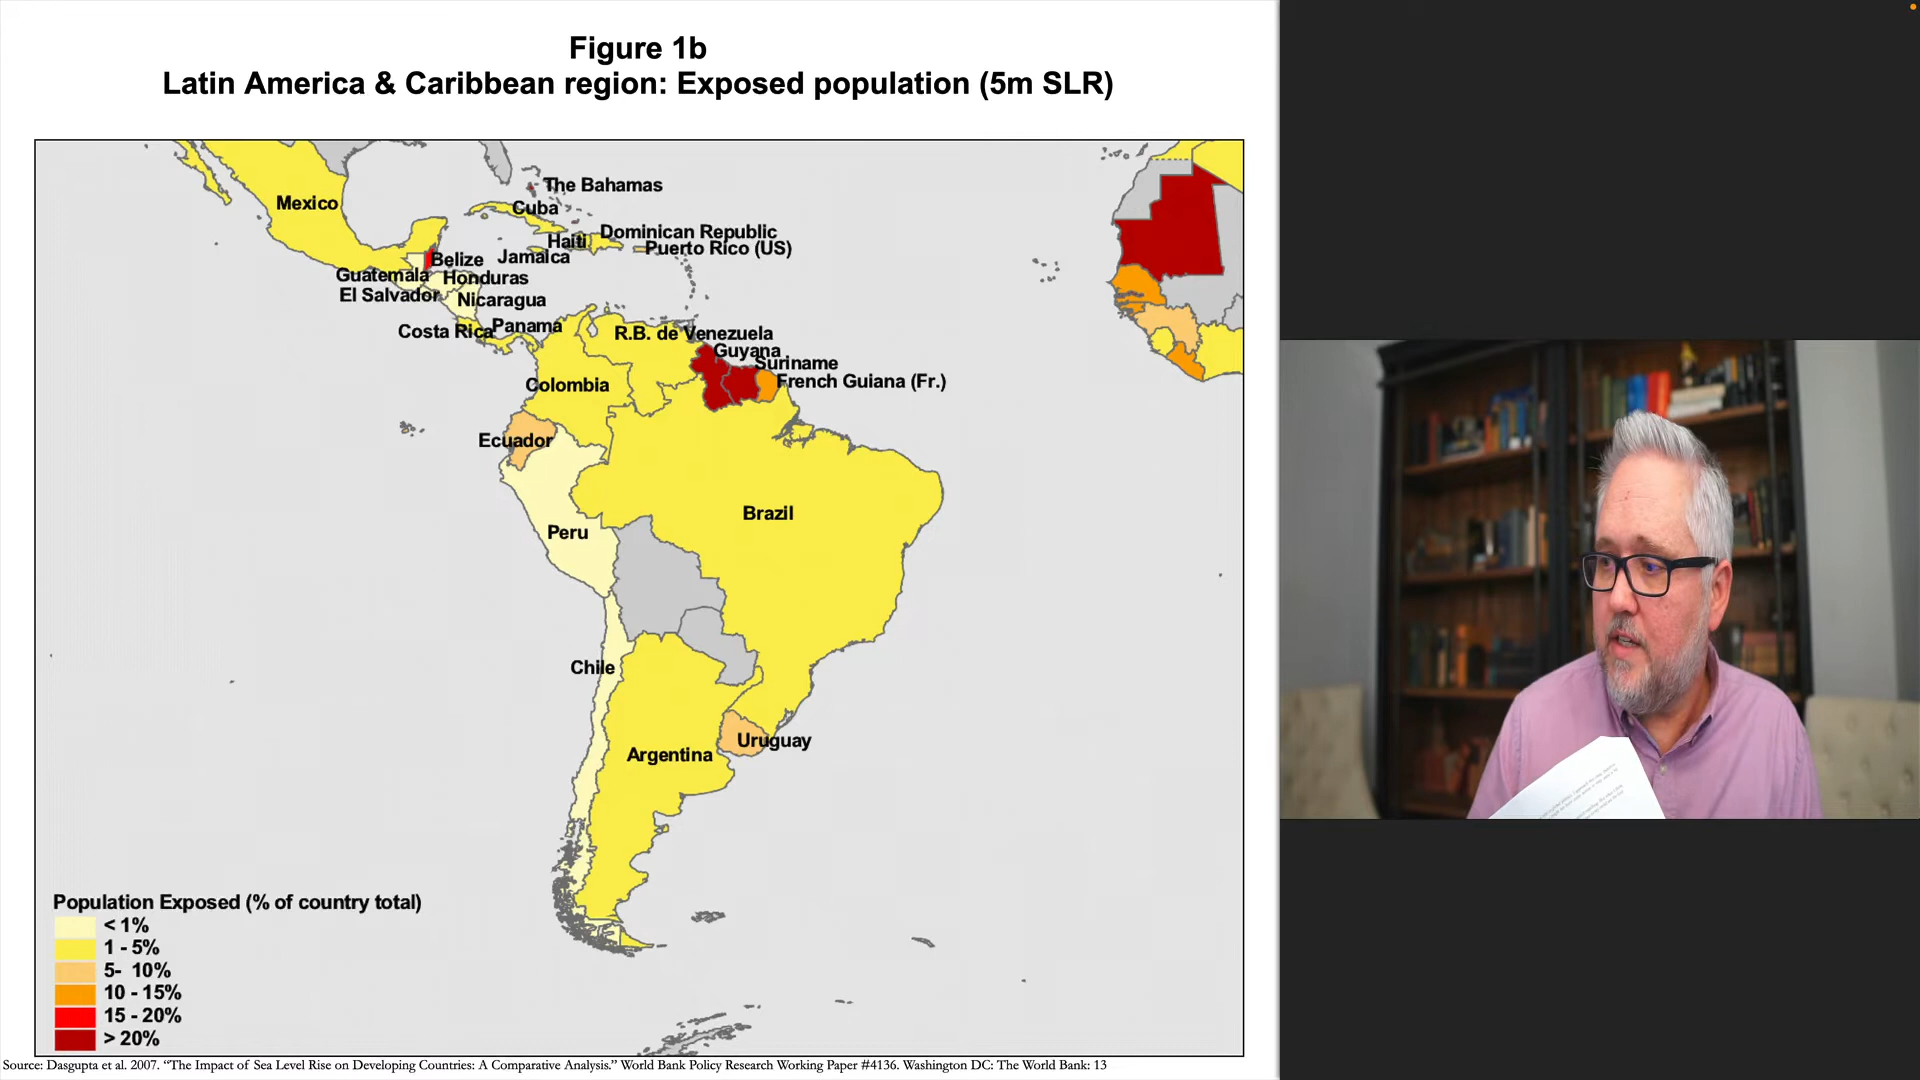 Figure 1b
Latin America & Caribbean region: Exposed population (5m SLR)
The Bahamas
Mexico
Cuba
Dominican Republic
Haiti
Puerto Rico (US)
Jamaica
Belize
Guatemala
Honduras
El Salvador
Nicaragua
Costa Rica
Panama
R.B. de Venezuela
Guyana
Suriname
French Guiana (Fr.)
Colombia
Ecuador
Brazil
Peru
Chile
Uruguay
Argentina
Population Exposed (% of country total)
< 1%
1 - 5%
5- 10%
10 - 15%
15 - 20%
> 20%
Source: Dasgupta et al. 2007. “The Impact of Sea Level Rise on Developing Countries: A Comparative Analysis.” World Bank Policy Research Working Paper #4136. Washington DC: The World Bank: 13